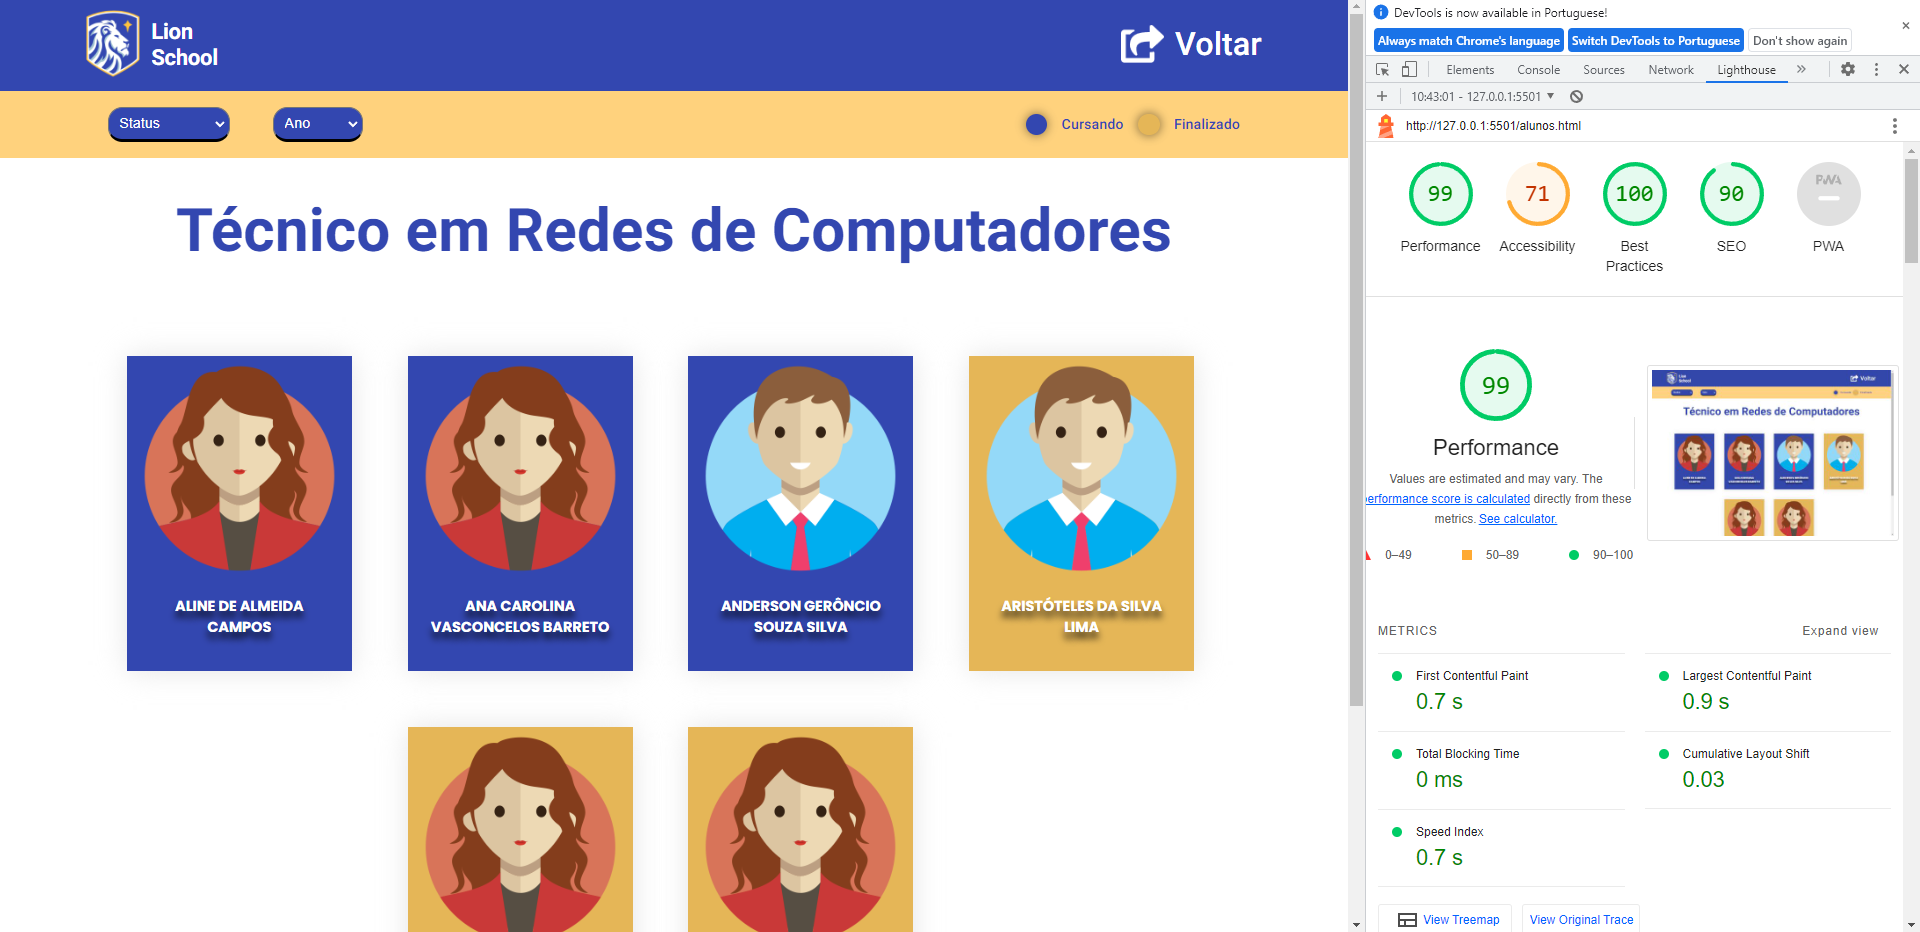 Lion
School
Voltar
Status
Ano
Cursando
Finalizado
Técnico em Redes de Computadores
ALINE DE ALMEIDA
CAMPOS
ANA CAROLINA
VASCONCELOS BARRETO
ANDERSON GERÔNCIO
SOUZA SILVA
ARISTÓTELES DA SILVA
LIMA
DevTools is now available in Portuguese!
Always match Chrome's language
Switch DevTools to Portuguese
Don't show again
Elements
Console
Sources
Network
Lighthouse
10:43:01 - 127.0.0.1:5501
http://127.0.0.1:5501/alunos.html
99
71
100
90
PWA
Performance
Accessibility
Best
Practices
SEO
PWA
99
Performance
Values are estimated and may vary. The
performance score is calculated directly from these
metrics. See calculator.
0–49
50–89
90–100
Lion
School
Voltar
Técnico em Redes de Computadores
METRICS
Expand view
First Contentful Paint
0.7 s
Largest Contentful Paint
0.9 s
Total Blocking Time
0 ms
Cumulative Layout Shift
0.03
Speed Index
0.7 s
View Treemap
View Original Trace